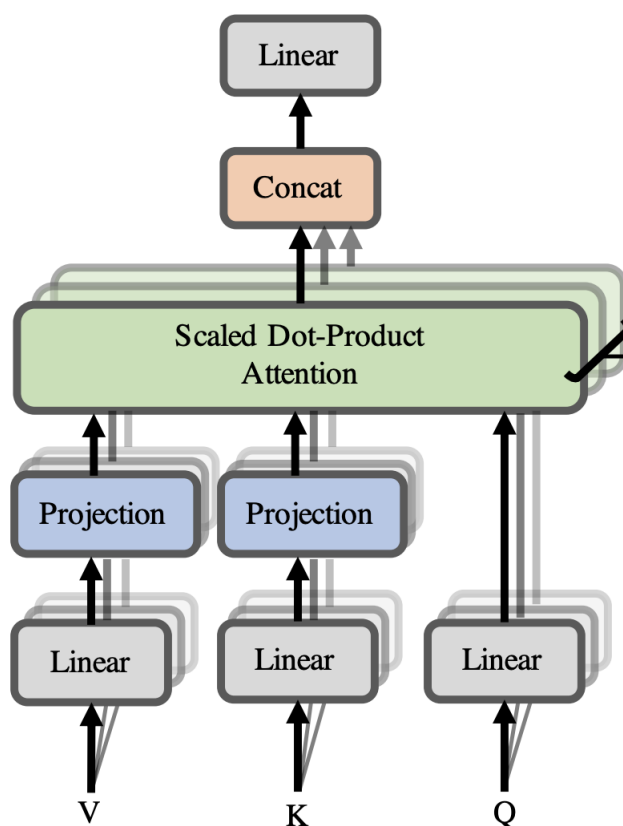 Linear
Concat
Scaled Dot-Product
Attention
Projection
Projection
Linear
Linear
Linear
V
K
Q